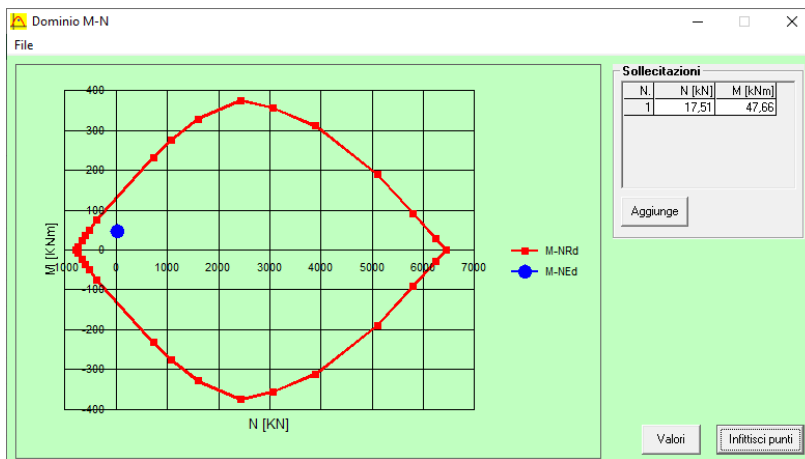 Dominio M-N
File
400
300
200
100
0
-100
-200
-300
-400
M [KNm]
1000 0 1000 2000 3000 4000 5000 6000 7000
N [KN]
M-NRd
M-NEd
Sollecitazioni
N. N [kN] M [kNm]
1 17,51 47,66
Aggiunge
Valori Infittisci punti